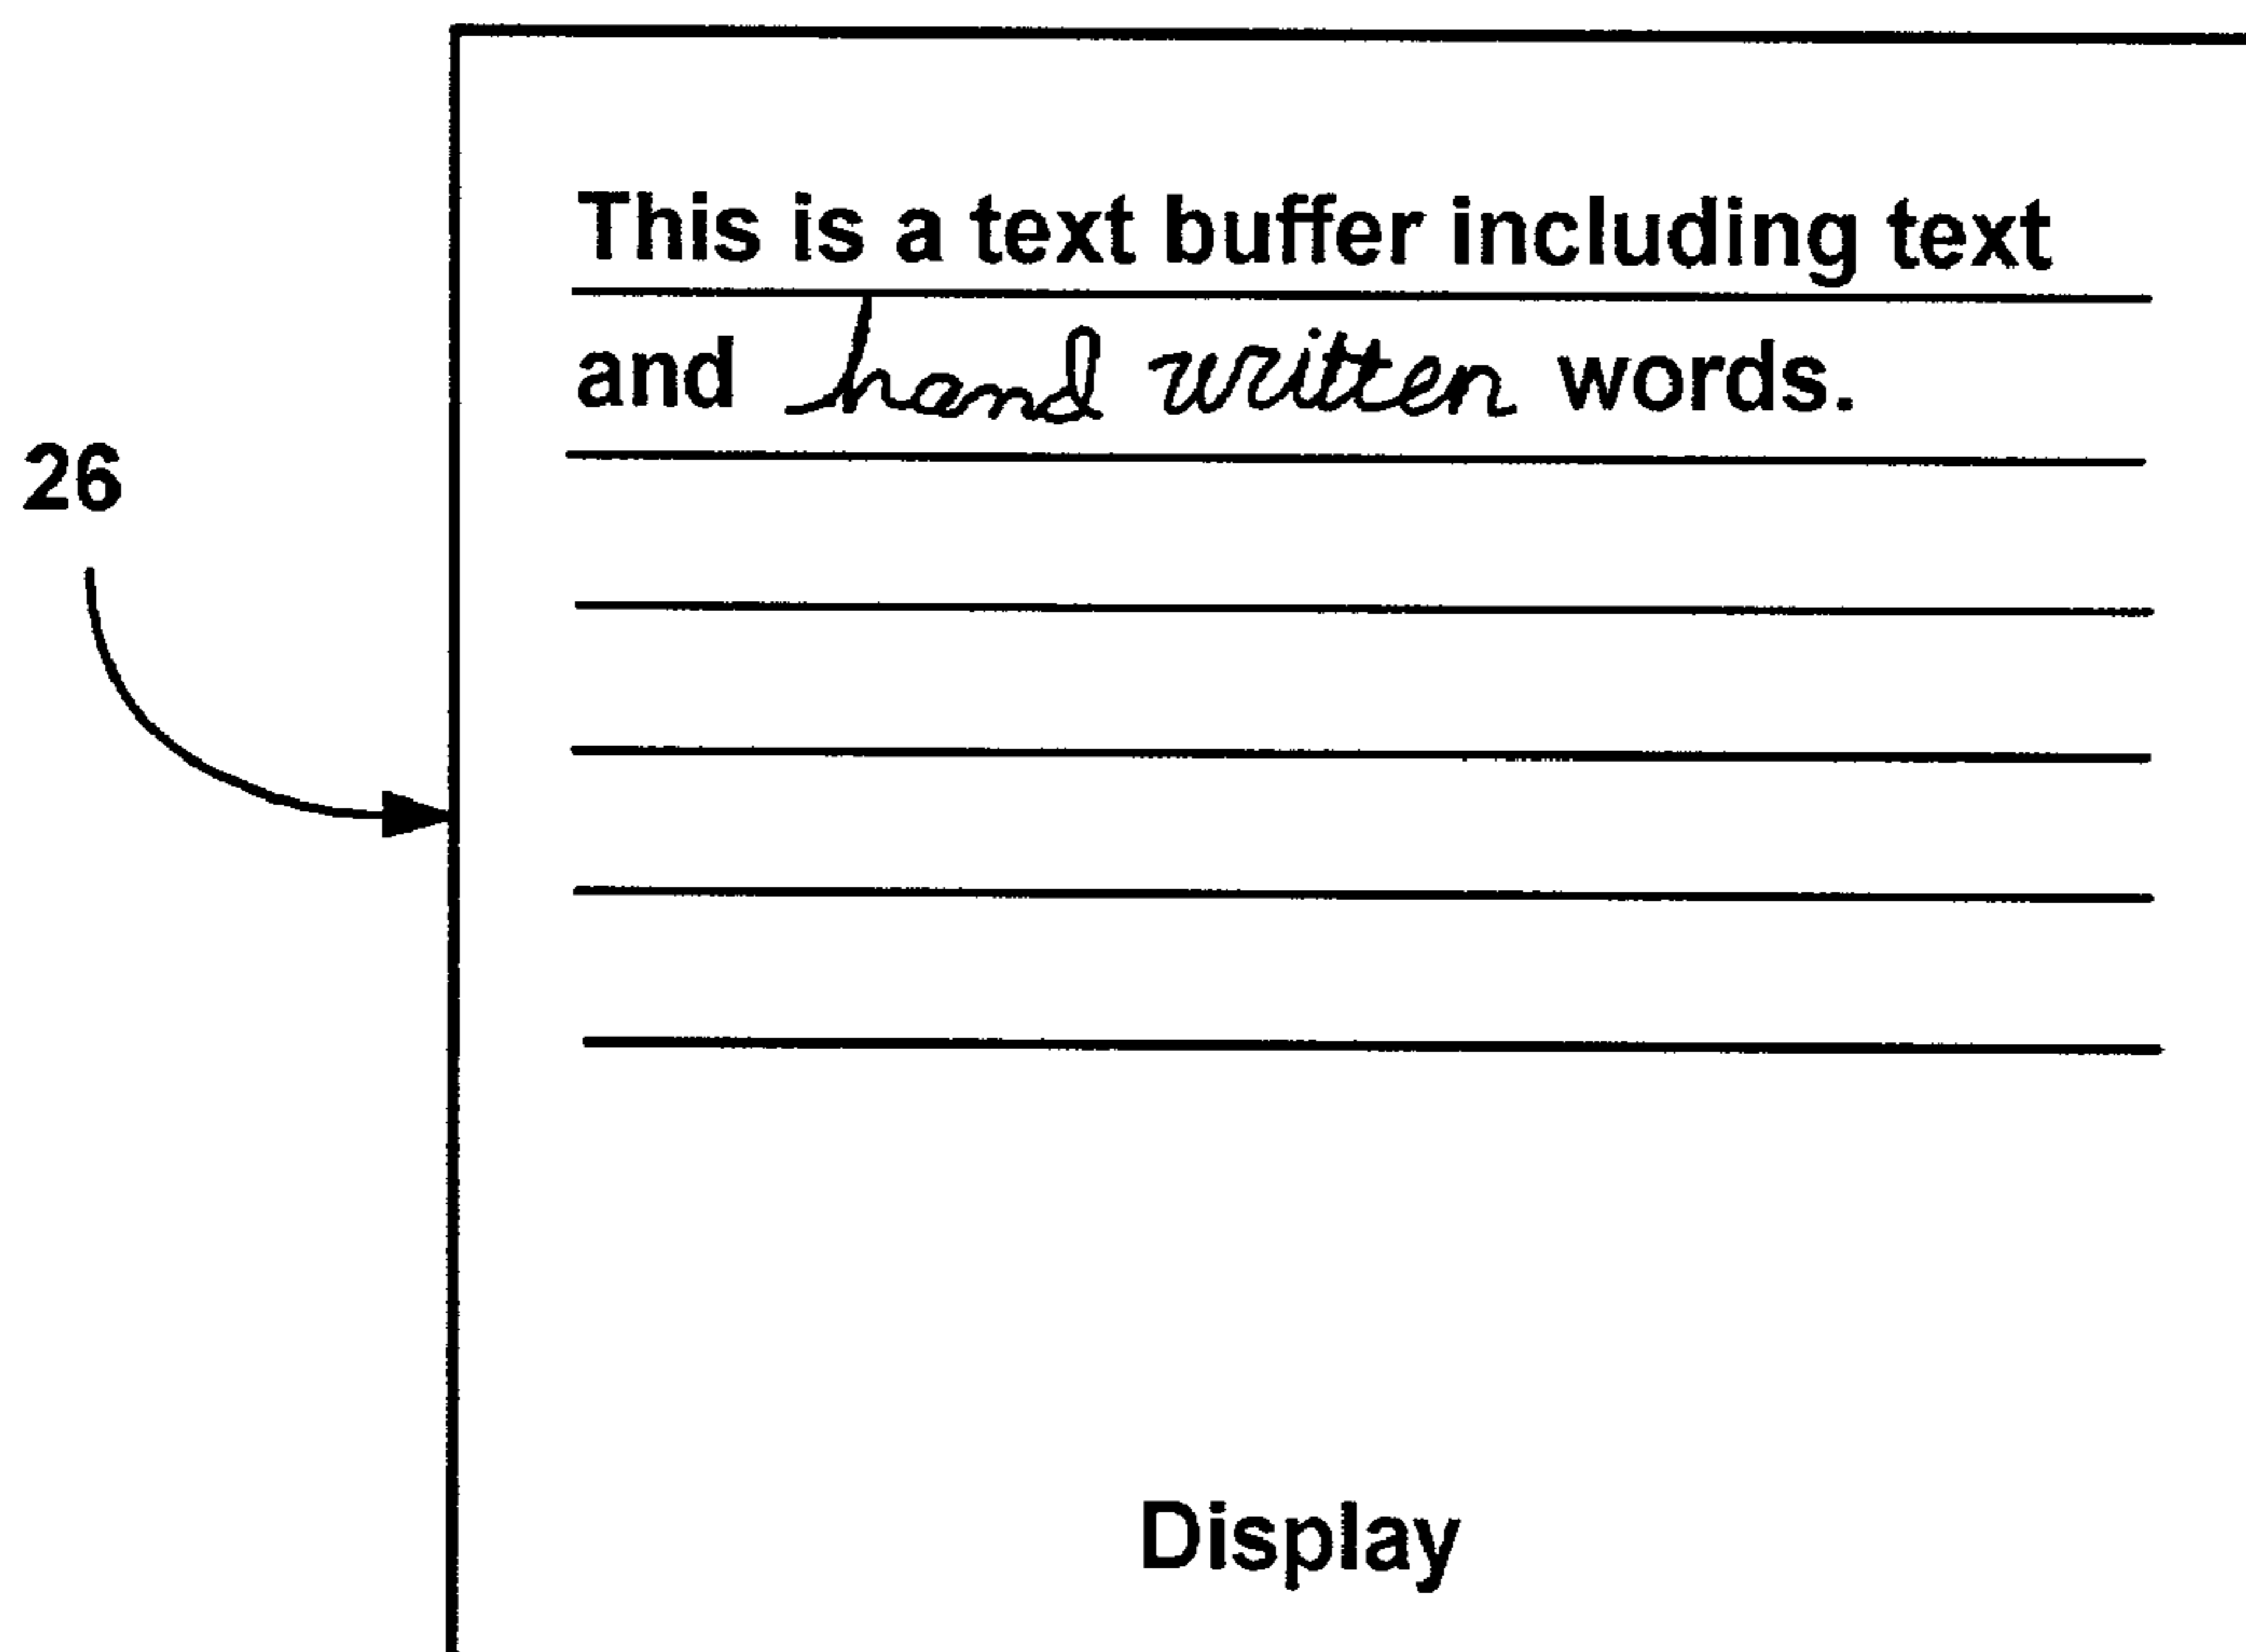 This is a text buffer including text
and hand written words.
26
Display